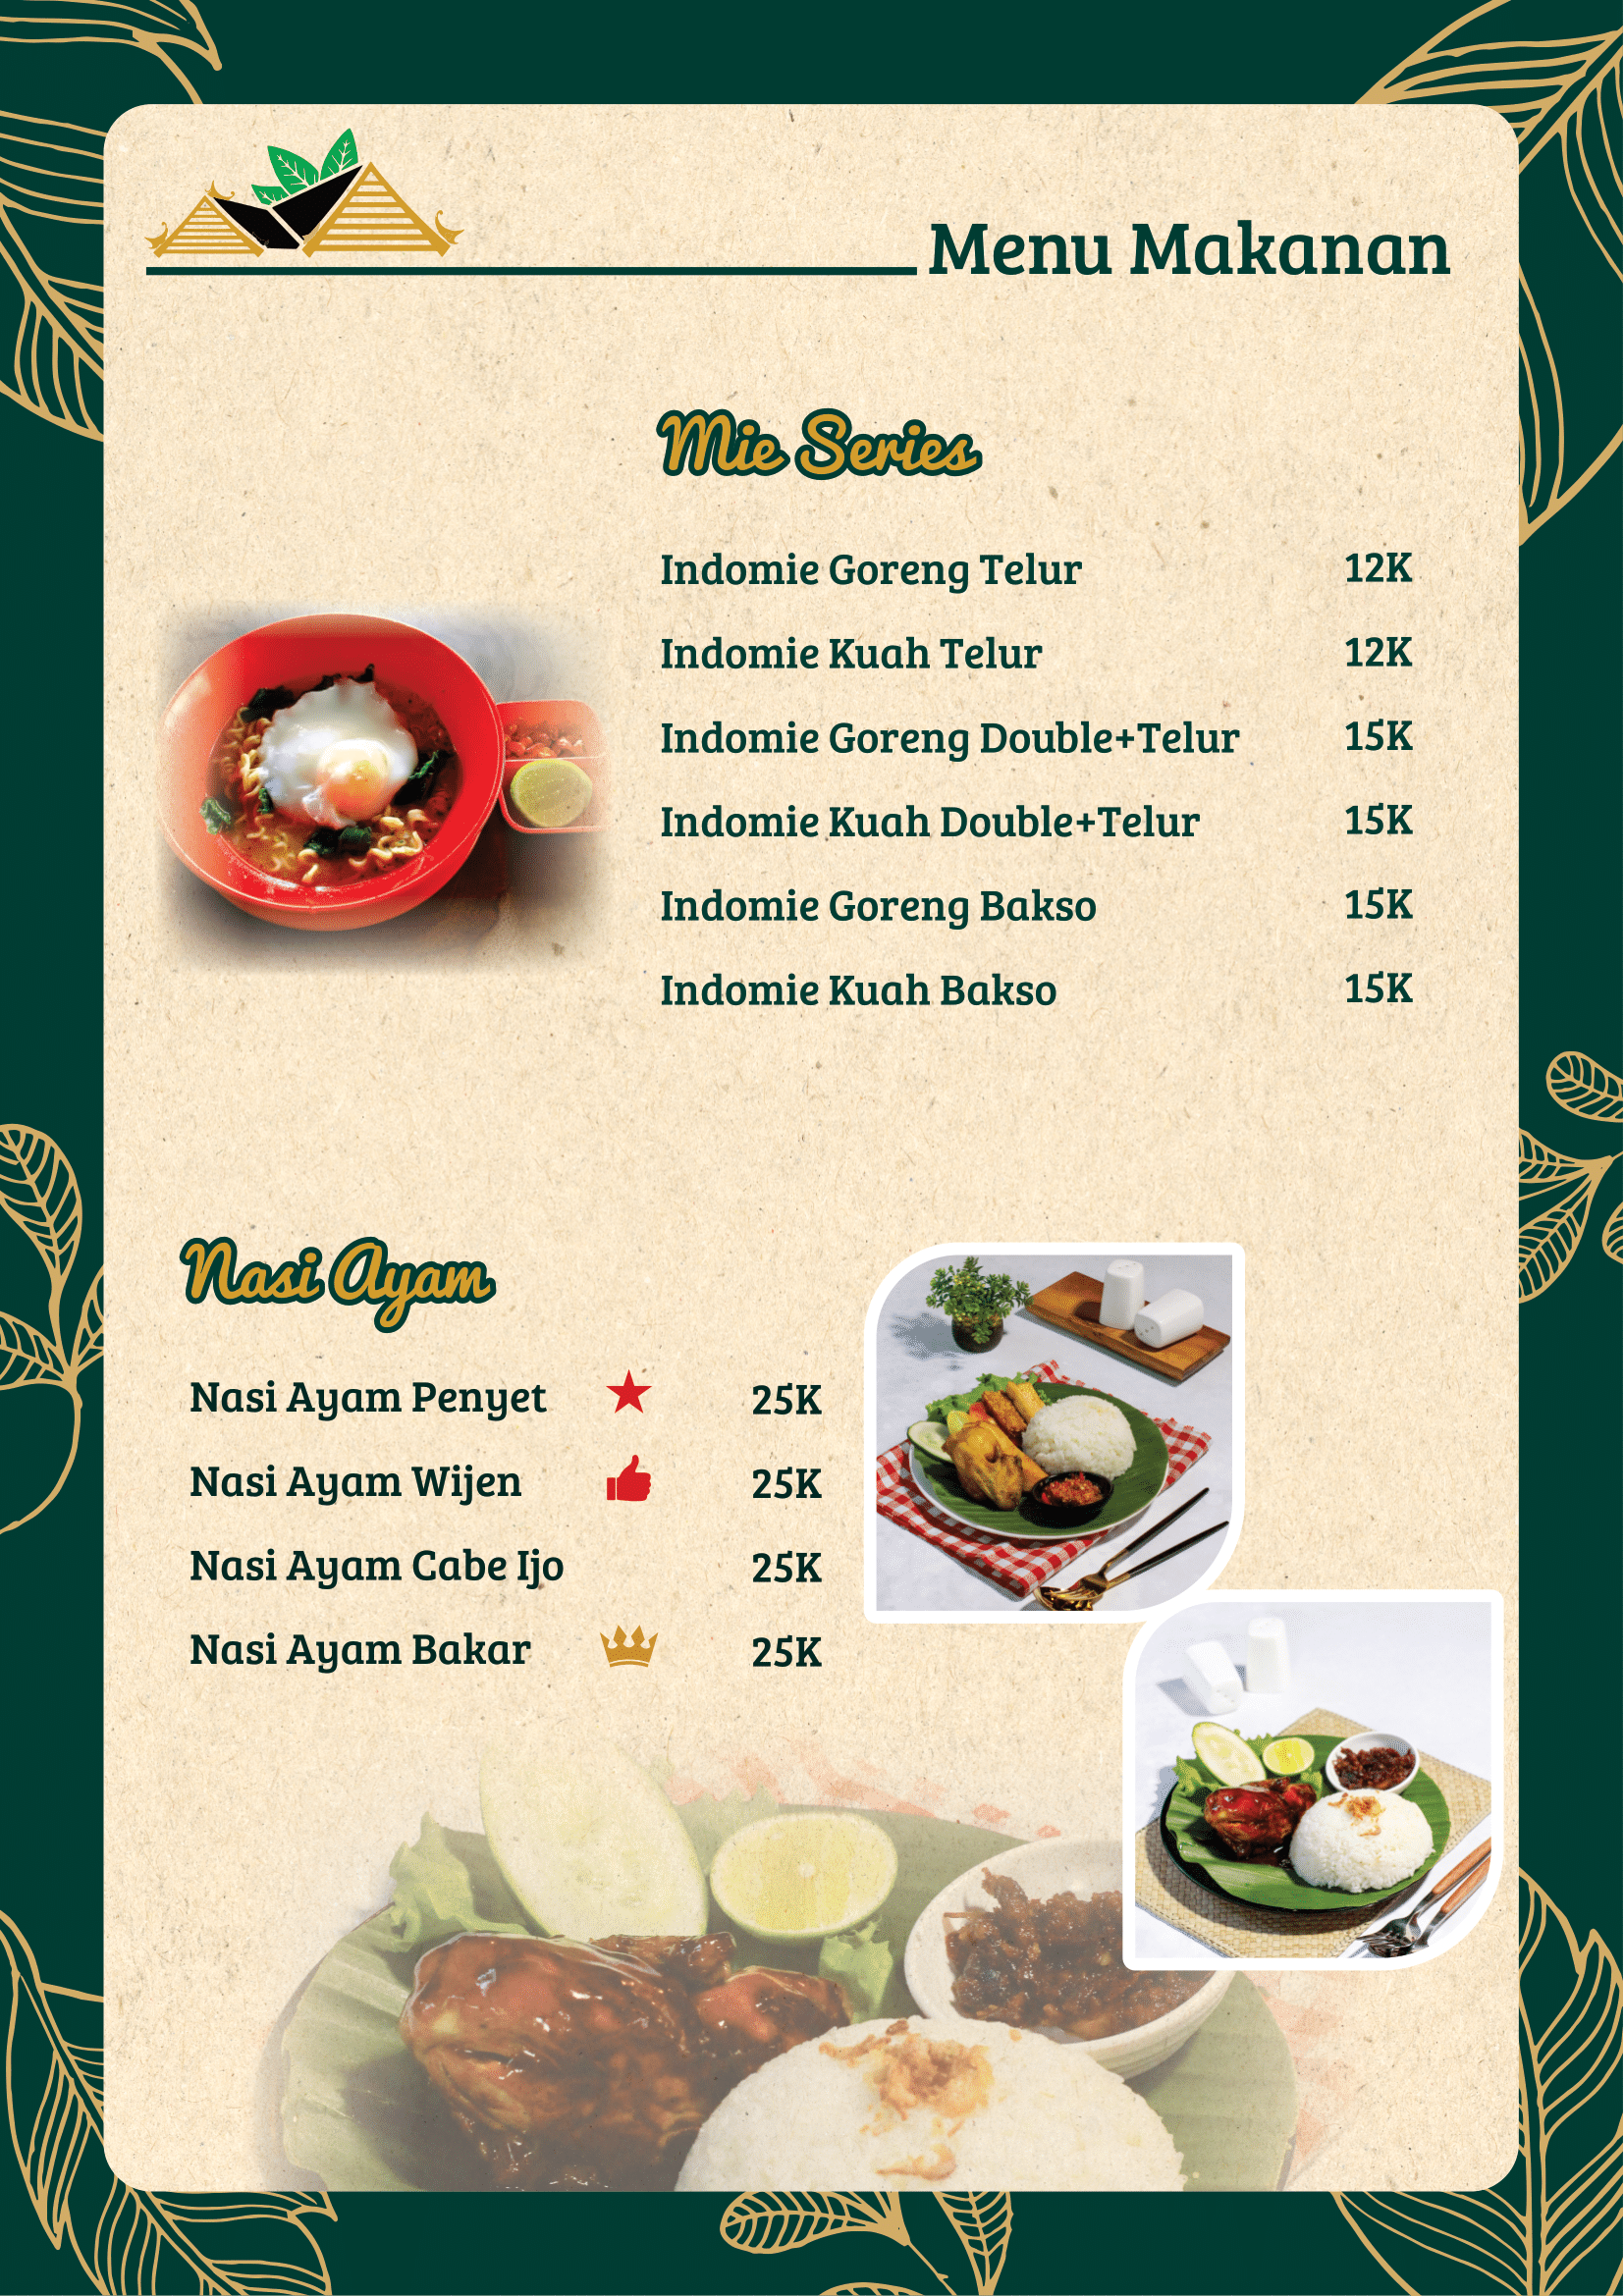 Menu Makanan
Mie Series
Indomie Goreng Telur 12K
Indomie Kuah Telur 12K
Indomie Goreng Double+Telur 15K
Indomie Kuah Double+Telur 15K
Indomie Goreng Bakso 15K
Indomie Kuah Bakso 15K
Nasi Ayam
Nasi Ayam Penyet 25K
Nasi Ayam Wijen 25K
Nasi Ayam Cabe Ijo 25K
Nasi Ayam Bakar 25K